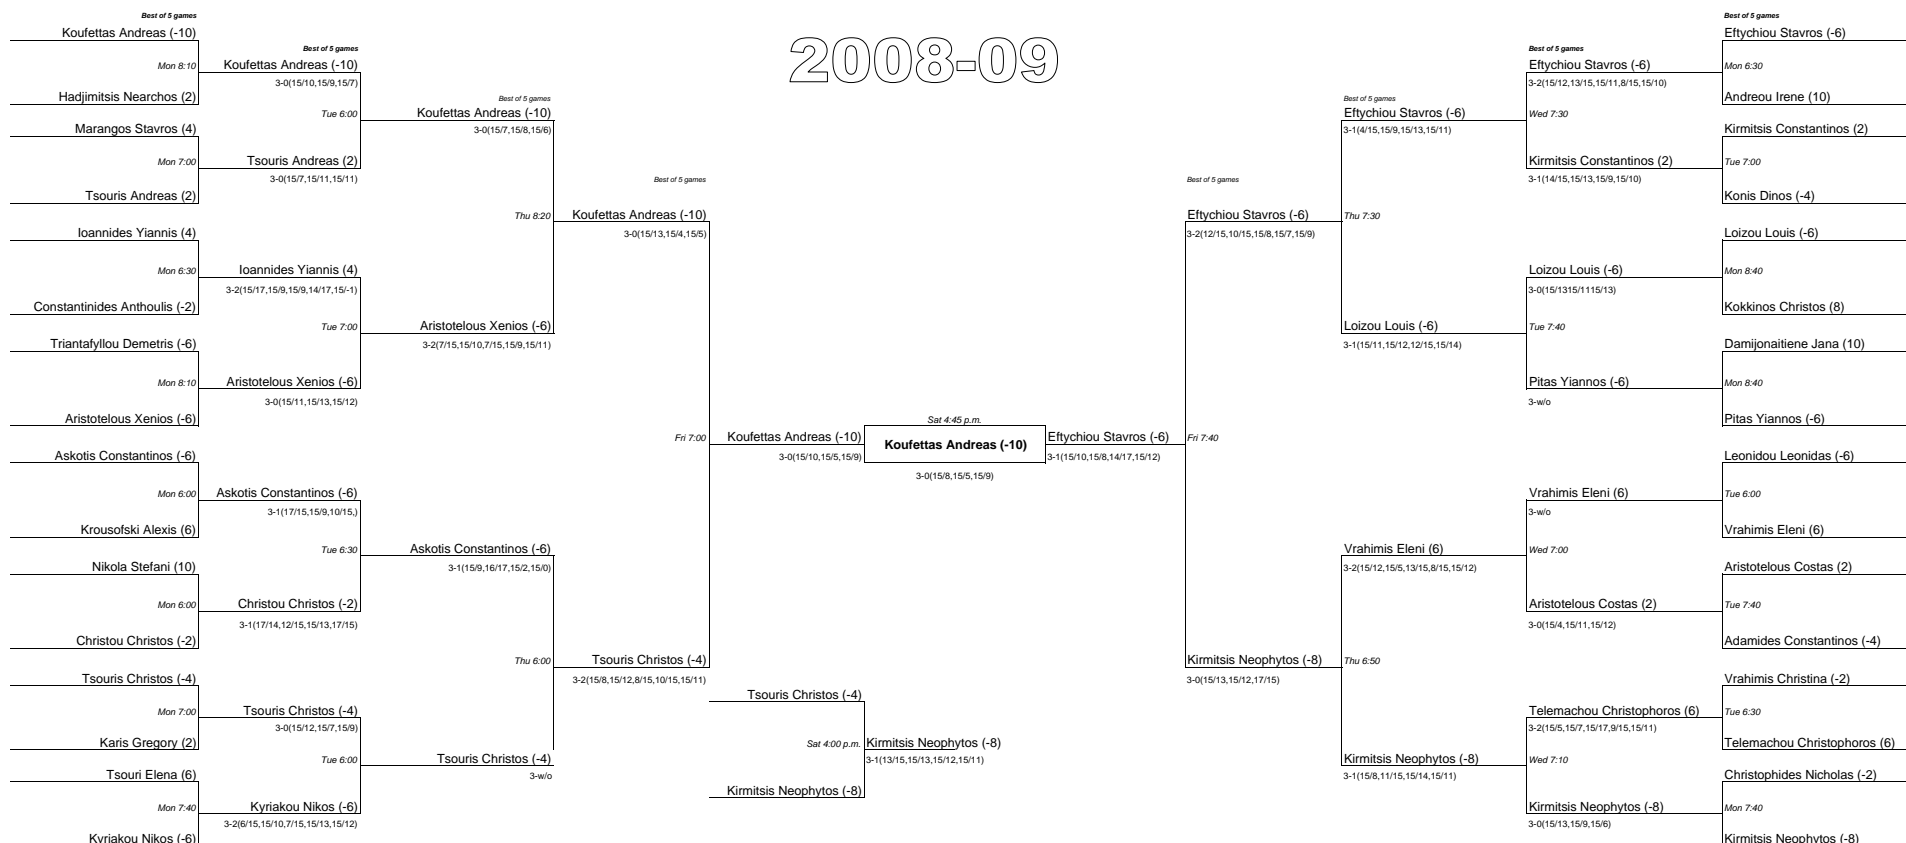 2008-09
Best of 5 games
Koufettas Andreas (-10)
Mon 8:10
Hadjimitsis Nearchos (2)
Marangos Stavros (4)
Mon 7:00
Tsouris Andreas (2)
Ioannides Yiannis (4)
Mon 6:30
Constantinides Anthoulis (-2)
Triantafyllou Demetris (-6)
Mon 8:10
Aristotelous Xenios (-6)
Askotis Constantinos (-6)
Mon 6:00
Krousofski Alexis (6)
Nikola Stefani (10)
Mon 6:00
Christou Christos (-2)
Tsouris Christos (-4)
Mon 7:00
Karis Gregory (2)
Tsouri Elena (6)
Mon 7:40
Kyriakou Nikos (-6)
Best of 5 games
Koufettas Andreas (-10)
3-0(15/10,15/9,15/7)
Tue 6:00
Tsouris Andreas (2)
3-0(15/7,15/11,15/11)
Ioannides Yiannis (4)
3-2(15/17,15/9,15/9,14/17,15/-1)
Tue 7:00
Aristotelous Xenios (-6)
3-0(15/11,15/13,15/12)
Askotis Constantinos (-6)
3-1(17/15,15/9,10/15,)
Tue 6:30
Christou Christos (-2)
3-1(17/14,12/15,15/13,17/15)
Tsouris Christos (-4)
3-0(15/12,15/7,15/9)
Tue 6:00
Kyriakou Nikos (-6)
3-2(6/15,15/10,7/15,15/13,15/12)
Best of 5 games
Koufettas Andreas (-10)
3-0(15/7,15/8,15/6)
Thu 8:20
Aristotelous Xenios (-6)
3-2(7/15,15/10,7/15,15/9,15/11)
Askotis Constantinos (-6)
3-1(15/9,16/17,15/2,15/0)
Thu 6:00
Tsouris Christos (-4)
3-w/o
Best of 5 games
Koufettas Andreas (-10)
3-0(15/13,15/4,15/5)
Fri 7:00
Tsouris Christos (-4)
3-2(15/8,15/12,8/15,10/15,15/11)
Koufettas Andreas (-10)
3-0(15/10,15/5,15/9)
Sat 4:45 p.m.
Koufettas Andreas (-10)
3-0(15/8,15/5,15/9)
Eftychiou Stavros (-6)
3-1(15/10,15/8,14/17,15/12)
Tsouris Christos (-4)
Sat 4:00 p.m.
Kirmitsis Neophytos (-8)
3-1(13/15,15/13,15/12,15/11)
Kirmitsis Neophytos (-8)
Best of 5 games
Eftychiou Stavros (-6)
3-2(12/15,10/15,15/8,15/7,15/9)
Fri 7:40
Kirmitsis Neophytos (-8)
3-0(15/13,15/12,17/15)
Best of 5 games
Eftychiou Stavros (-6)
3-1(4/15,15/9,15/13,15/11)
Thu 7:30
Loizou Louis (-6)
3-1(15/11,15/12,12/15,15/14)
Vrahimis Eleni (6)
3-2(15/12,15/5,13/15,8/15,15/12)
Thu 6:50
Kirmitsis Neophytos (-8)
3-1(15/8,11/15,15/14,15/11)
Best of 5 games
Eftychiou Stavros (-6)
3-2(15/12,13/15,15/11,8/15,15/10)
Wed 7:30
Kirmitsis Constantinos (2)
3-1(14/15,15/13,15/9,15/10)
Loizou Louis (-6)
3-0(15/1315/1115/13)
Tue 7:40
Pitas Yiannos (-6)
3-w/o
Vrahimis Eleni (6)
3-w/o
Wed 7:00
Aristotelous Costas (2)
3-0(15/4,15/11,15/12)
Telemachou Christophoros (6)
3-2(15/5,15/7,15/17,9/15,15/11)
Wed 7:10
Kirmitsis Neophytos (-8)
3-0(15/13,15/9,15/6)
Best of 5 games
Eftychiou Stavros (-6)
Mon 6:30
Andreou Irene (10)
Kirmitsis Constantinos (2)
Tue 7:00
Konis Dinos (-4)
Loizou Louis (-6)
Mon 8:40
Kokkinos Christos (8)
Damijonaitiene Jana (10)
Mon 8:40
Pitas Yiannos (-6)
Leonidou Leonidas (-6)
Tue 6:00
Vrahimis Eleni (6)
Aristotelous Costas (2)
Tue 7:40
Adamides Constantinos (-4)
Vrahimis Christina (-2)
Tue 6:30
Telemachou Christophoros (6)
Christophides Nicholas (-2)
Mon 7:40
Kirmitsis Neophytos (-8)